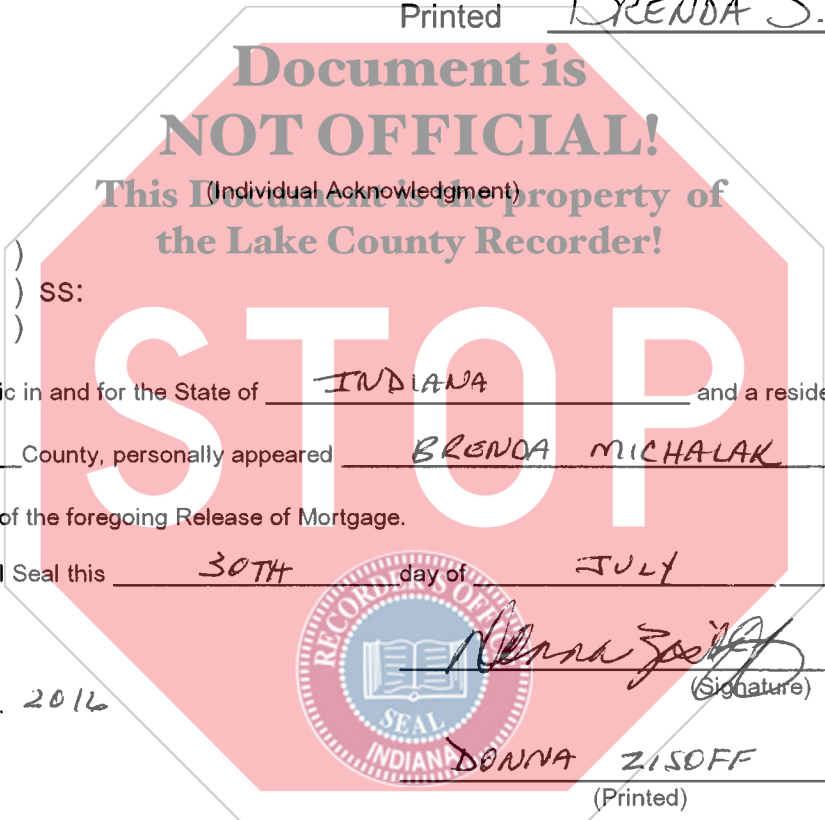 Printed BRENDA S.
Document is
NOT OFFICIAL!
(Individual Acknowledgment)
This Document is the property of
the Lake County Recorder!
)
) SS:
)
STOP
ic in and for the State of INDIANA and a reside
County, personally appeared BRENDA MICHALAK
of the foregoing Release of Mortgage.
l Seal this 30TH day of JULY
RECORDER'S OFFICE
Donna Zisoff
(Signature)
. 2016
SEAL
INDIANA
DONNA ZISOFF
(Printed)